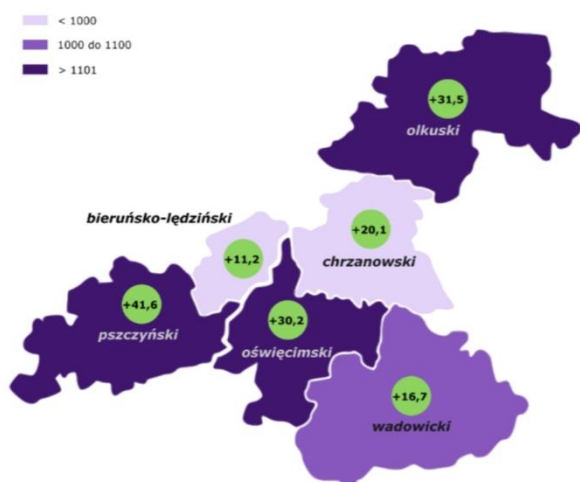 < 1000
1000 do 1100
> 1101
+31,5
olkuski
bieruńsko-lędziński
+20,1
chrzanowski
+11,2
+41,6
pszczyński
+30,2
oświęcimski
+16,7
wadowicki